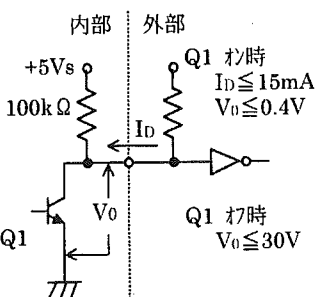 内部 外部
+5Vs
100kΩ
ID
V0
Q1
Q1 オン時
ID≦15mA
V0≦0.4V
Q1 オフ時
V0≦30V